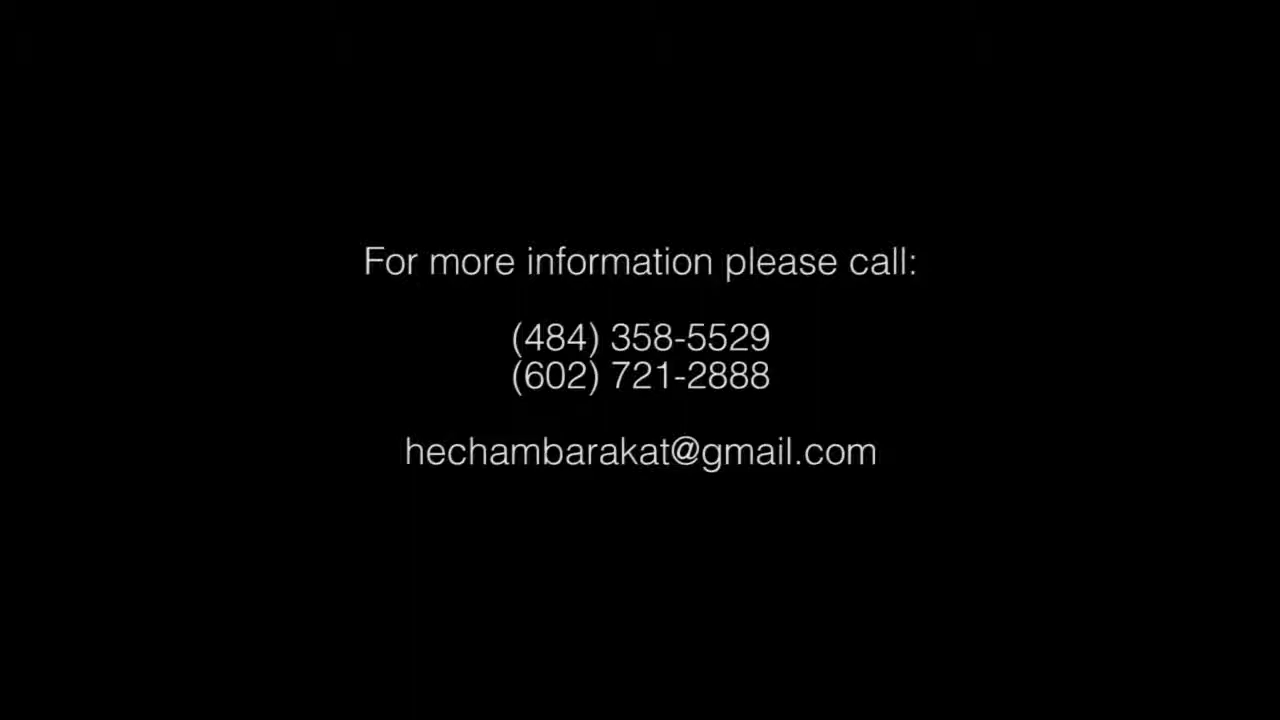 For more information please call:
(484) 358-5529
(602) 721-2888
hechambarakat@gmail.com